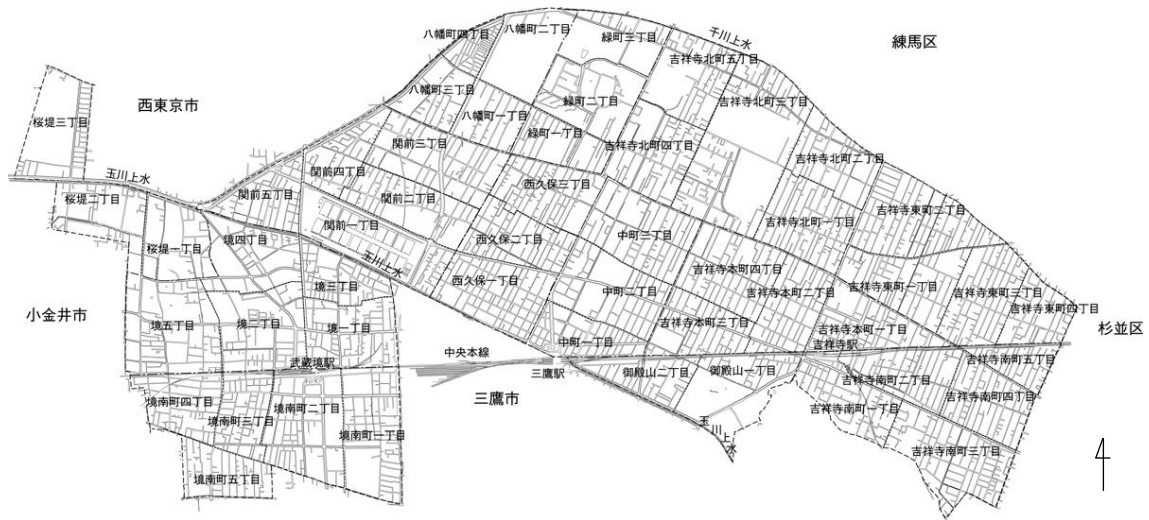 八幡町四丁目
八幡町二丁目
緑町三丁目
千川上水
練馬区
吉祥寺北町五丁目
西東京市
八幡町三丁目
緑町二丁目
吉祥寺北町三丁目
桜堤三丁目
八幡町一丁目
緑町一丁目
関前三丁目
吉祥寺北町四丁目
吉祥寺北町二丁目
玉川上水
関前四丁目
西久保三丁目
桜堤二丁目
関前五丁目
関前二丁目
吉祥寺東町二丁目
関前一丁目
吉祥寺北町一丁目
境四丁目
西久保二丁目
中町三丁目
桜堤一丁目
玉川上水
吉祥寺本町四丁目
西久保一丁目
境三丁目
中町二丁目
吉祥寺本町二丁目
吉祥寺東町一丁目
吉祥寺東町三丁目
吉祥寺東町四丁目
小金井市
境五丁目
境二丁目
境一丁目
吉祥寺本町三丁目
吉祥寺本町一丁目
杉並区
中町一丁目
吉祥寺駅
中央本線
武蔵境駅
吉祥寺南町五丁目
三鷹駅
御殿山二丁目
御殿山一丁目
吉祥寺南町二丁目
三鷹市
境南町四丁目
境南町二丁目
吉祥寺南町一丁目
吉祥寺南町四丁目
境南町三丁目
玉川上水
境南町一丁目
吉祥寺南町三丁目
境南町五丁目